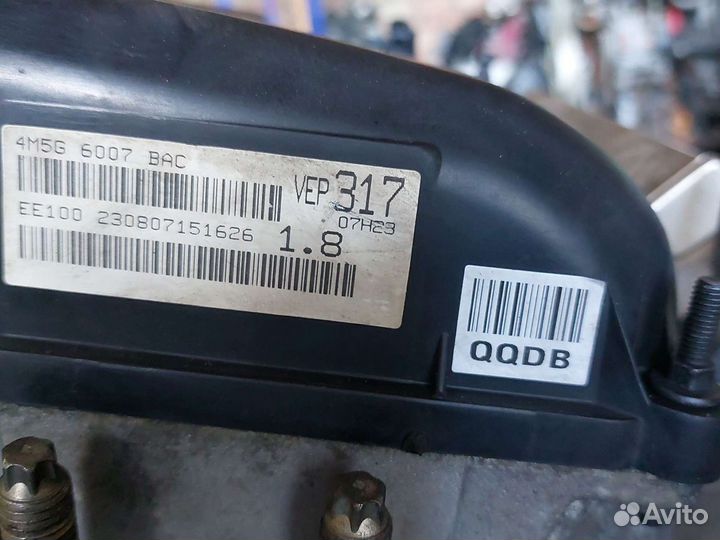 4M5G 6007 BAC
VEP 317
07H23
EE100 230807151626
1.8
QQDB
Avito